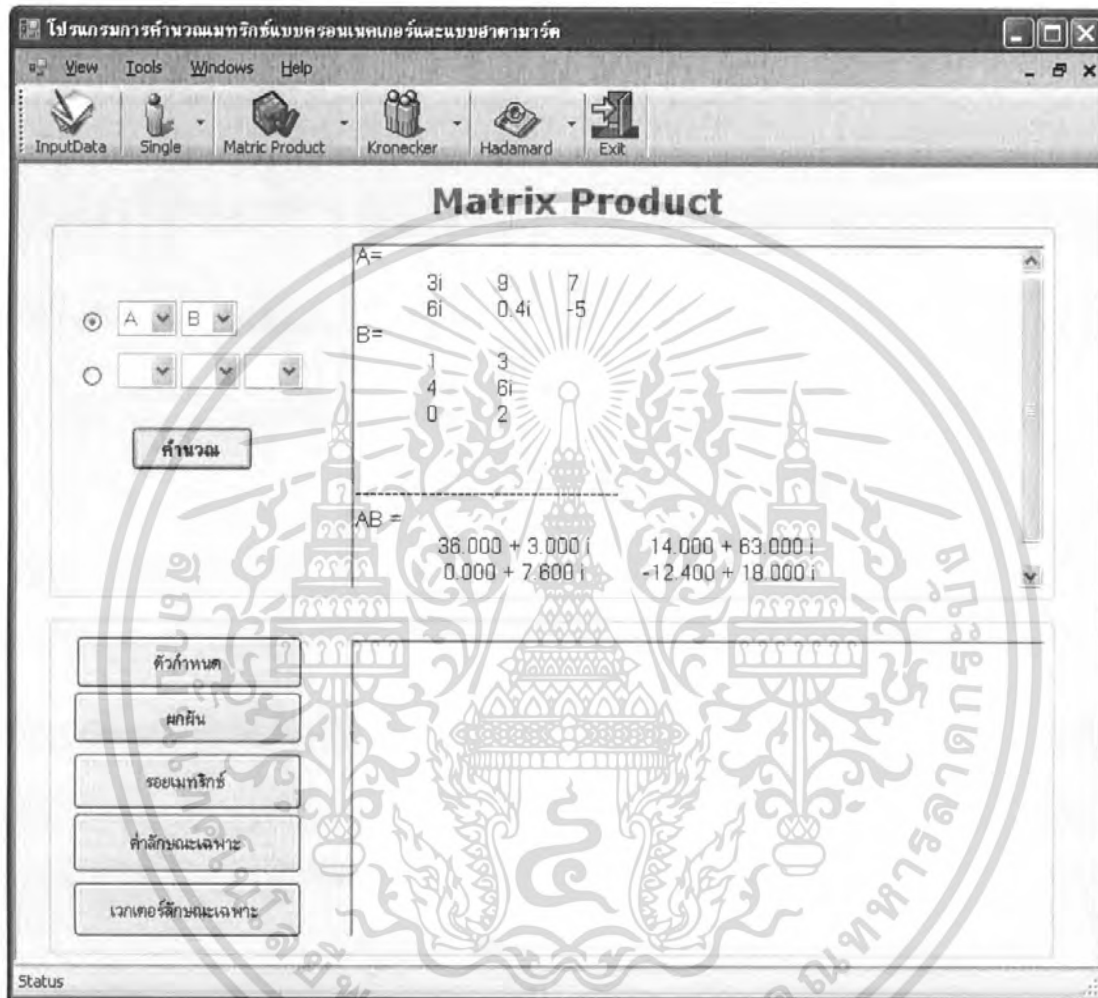 โปรแกรมการคำนวณเมทริกซ์แบบครอนเนคเกอร์และแบบฮาดามาร์ด
View Tools Windows Help
InputData Single Matric Product Kronecker Hadamard Exit
Matrix Product
A=
3i 9 7
6i 0.4i -5
B=
1 3
4 6i
0 2
A B
คำนวณ
AB =
36.000 + 3.000 i 14.000 + 63.000 i
0.000 + 7.600 i -12.400 + 18.000 i
ตัวกำหนด
ผกผัน
รอยเมทริกซ์
ค่าลักษณะเฉพาะ
เวกเตอร์ลักษณะเฉพาะ
Status